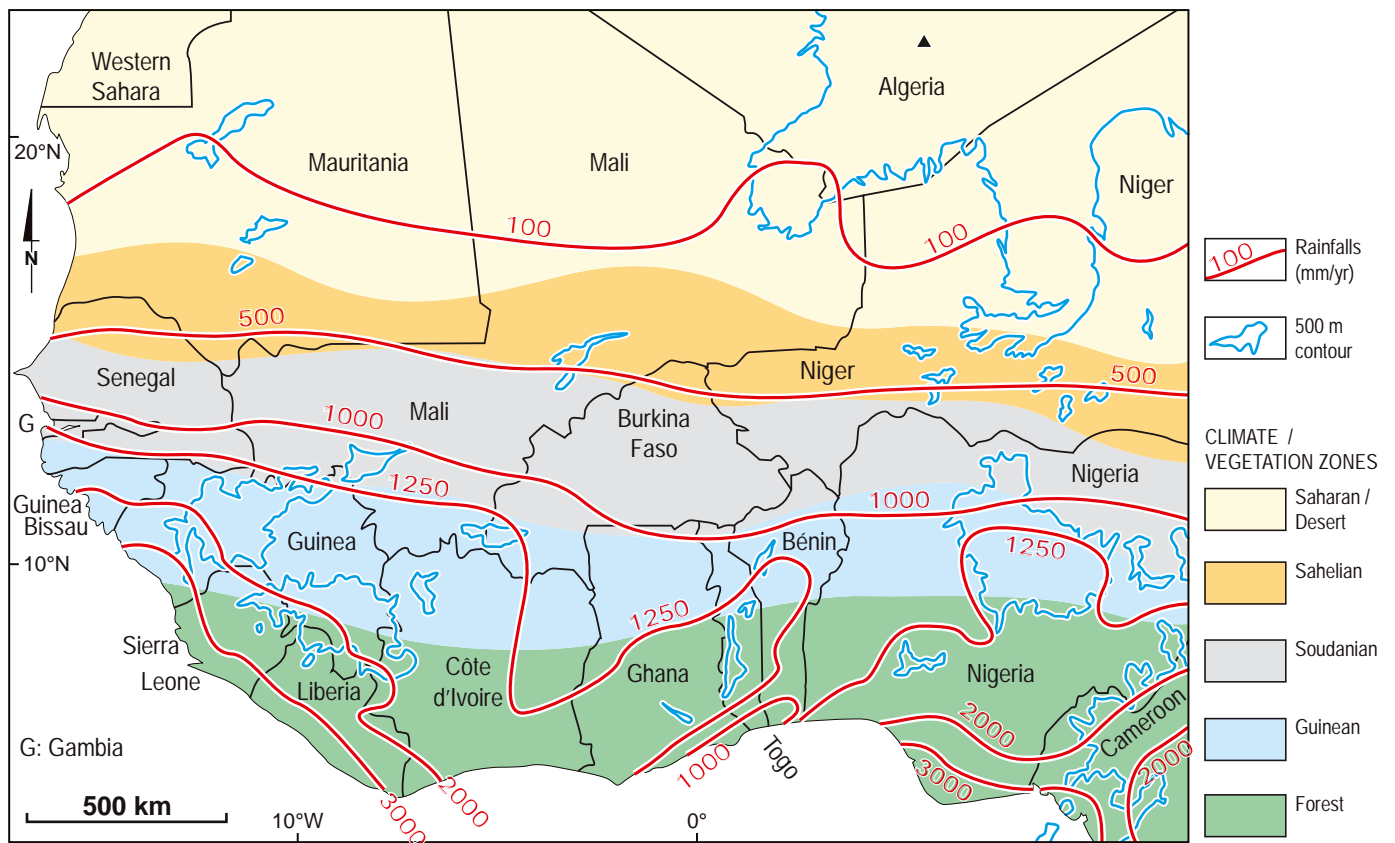 Western
Sahara
Algeria
20°N
Mauritania
Mali
Niger
100
100
N
500
Senegal
Niger
500
G
Mali
1000
Burkina
Faso
Nigeria
1250
1000
Guinea
Bissau
Guinea
Bénin
1250
10°N
1250
Sierra
Leone
Liberia
Côte
d'Ivoire
Ghana
Nigeria
2000
Cameroon
G: Gambia
1000
Togo
3000
2000
500 km
3000
2000
10°W
0°
100
Rainfalls
(mm/yr)
500 m
contour
CLIMATE /
VEGETATION ZONES
Saharan /
Desert
Sahelian
Soudanian
Guinean
Forest